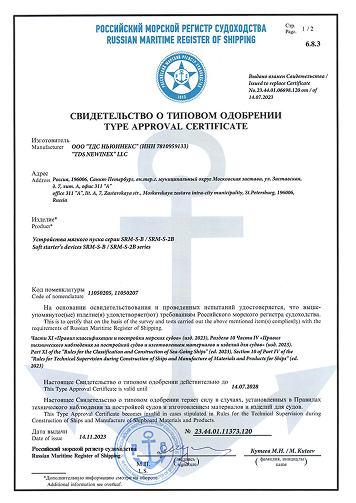 РОССИЙСКИЙ МОРСКОЙ РЕГИСТР СУДОХОДСТВА
RUSSIAN MARITIME REGISTER OF SHIPPING
Стр.
Page. 1 / 2
6.8.3
Выдано взамен Свидетельства /
Issued to replace Certificate
No.23.44.01.06698.120 от / of
14.07.2023
СВИДЕТЕЛЬСТВО О ТИПОВОМ ОДОБРЕНИИ
TYPE APPROVAL CERTIFICATE
Изготовитель
Manufacturer
ООО "ТДС НЬЮИНЕКС" (ИНН 7810959133)
"TDS NEWINEX" LLC
Адрес
Address
Россия, 196006, Санкт-Петербург, вн.тер.г. муниципальный округ Московская застава, ул. Заставская,
д. 7, лит. А, офис 311 "А"
office 311 "A", lit. A, 7, Zastavskaya str., Moskovskaya zastava intra-city municipality, St.Petersburg, 196006,
Russia
Изделие*
Product*
Устройства мягкого пуска серии SRM-S-B / SRM-S-2B
Soft starter's devices SRM-S-B / SRM-S-2B series
Код номенклатуры
Code of nomenclature
11050205, 11050207
На основании освидетельствования и проведенных испытаний удостоверяется, что выше-
упомянутое(ые) изделие(я) удовлетворяет(ют) требованиям Российского морского регистра судоходства.
This is to certify that on the basis of the survey and tests carried out the above mentioned item(s) complie(s) with the
requirements of Russian Maritime Register of Shipping.
Части XI «Правил классификации и постройки морских судов» (изд. 2023), Раздела 10 Части IV «Правил
технического наблюдения за постройкой судов и изготовлением материалов и изделий для судов» (изд. 2023).
Part XI of the "Rules for the Classification and Construction of Sea-Going Ships" (ed. 2023), Section 10 of Part IV of the
"Rules for Technical Supervision during Construction of Ships and Manufacture of Materials and Products for Ships" (ed.
2023)
Настоящее Свидетельство о типовом одобрении действительно до
This Type Approval Certificate is valid until
14.07.2028
Настоящее Свидетельство о типовом одобрении теряет силу в случаях, установленных в Правилах
технического наблюдения за постройкой судов и изготовлением материалов и изделий для судов.
This Type Approval Certificate becomes invalid in cases stipulated in Rules for the Technical Supervision during
Construction of Ships and Manufacture of Shipboard Materials and Products.
Дата выдачи
Date of issue
14.11.2023
№ 23.44.01.11373.120
Российский морской регистр судоходства
Russian Maritime Register of Shipping
М.П.
L.S.
(подпись)
(signature)
Кутеев М.Н. / M. Kuteev
(фамилия, инициалы)
(name)
*Дополнительную информацию смотри на обороте
Additional information see overleaf.